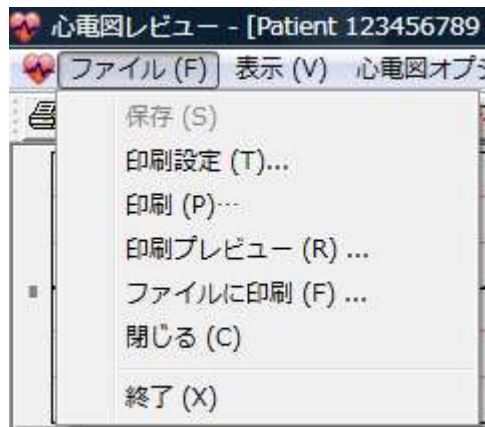 心電図レビュー - [Patient 123456789
ファイル (F) 表示 (V) 心電図オプシ
保存 (S)
印刷設定 (T)...
印刷 (P)…
印刷プレビュー (R) ...
ファイルに印刷 (F) ...
閉じる (C)
終了 (X)